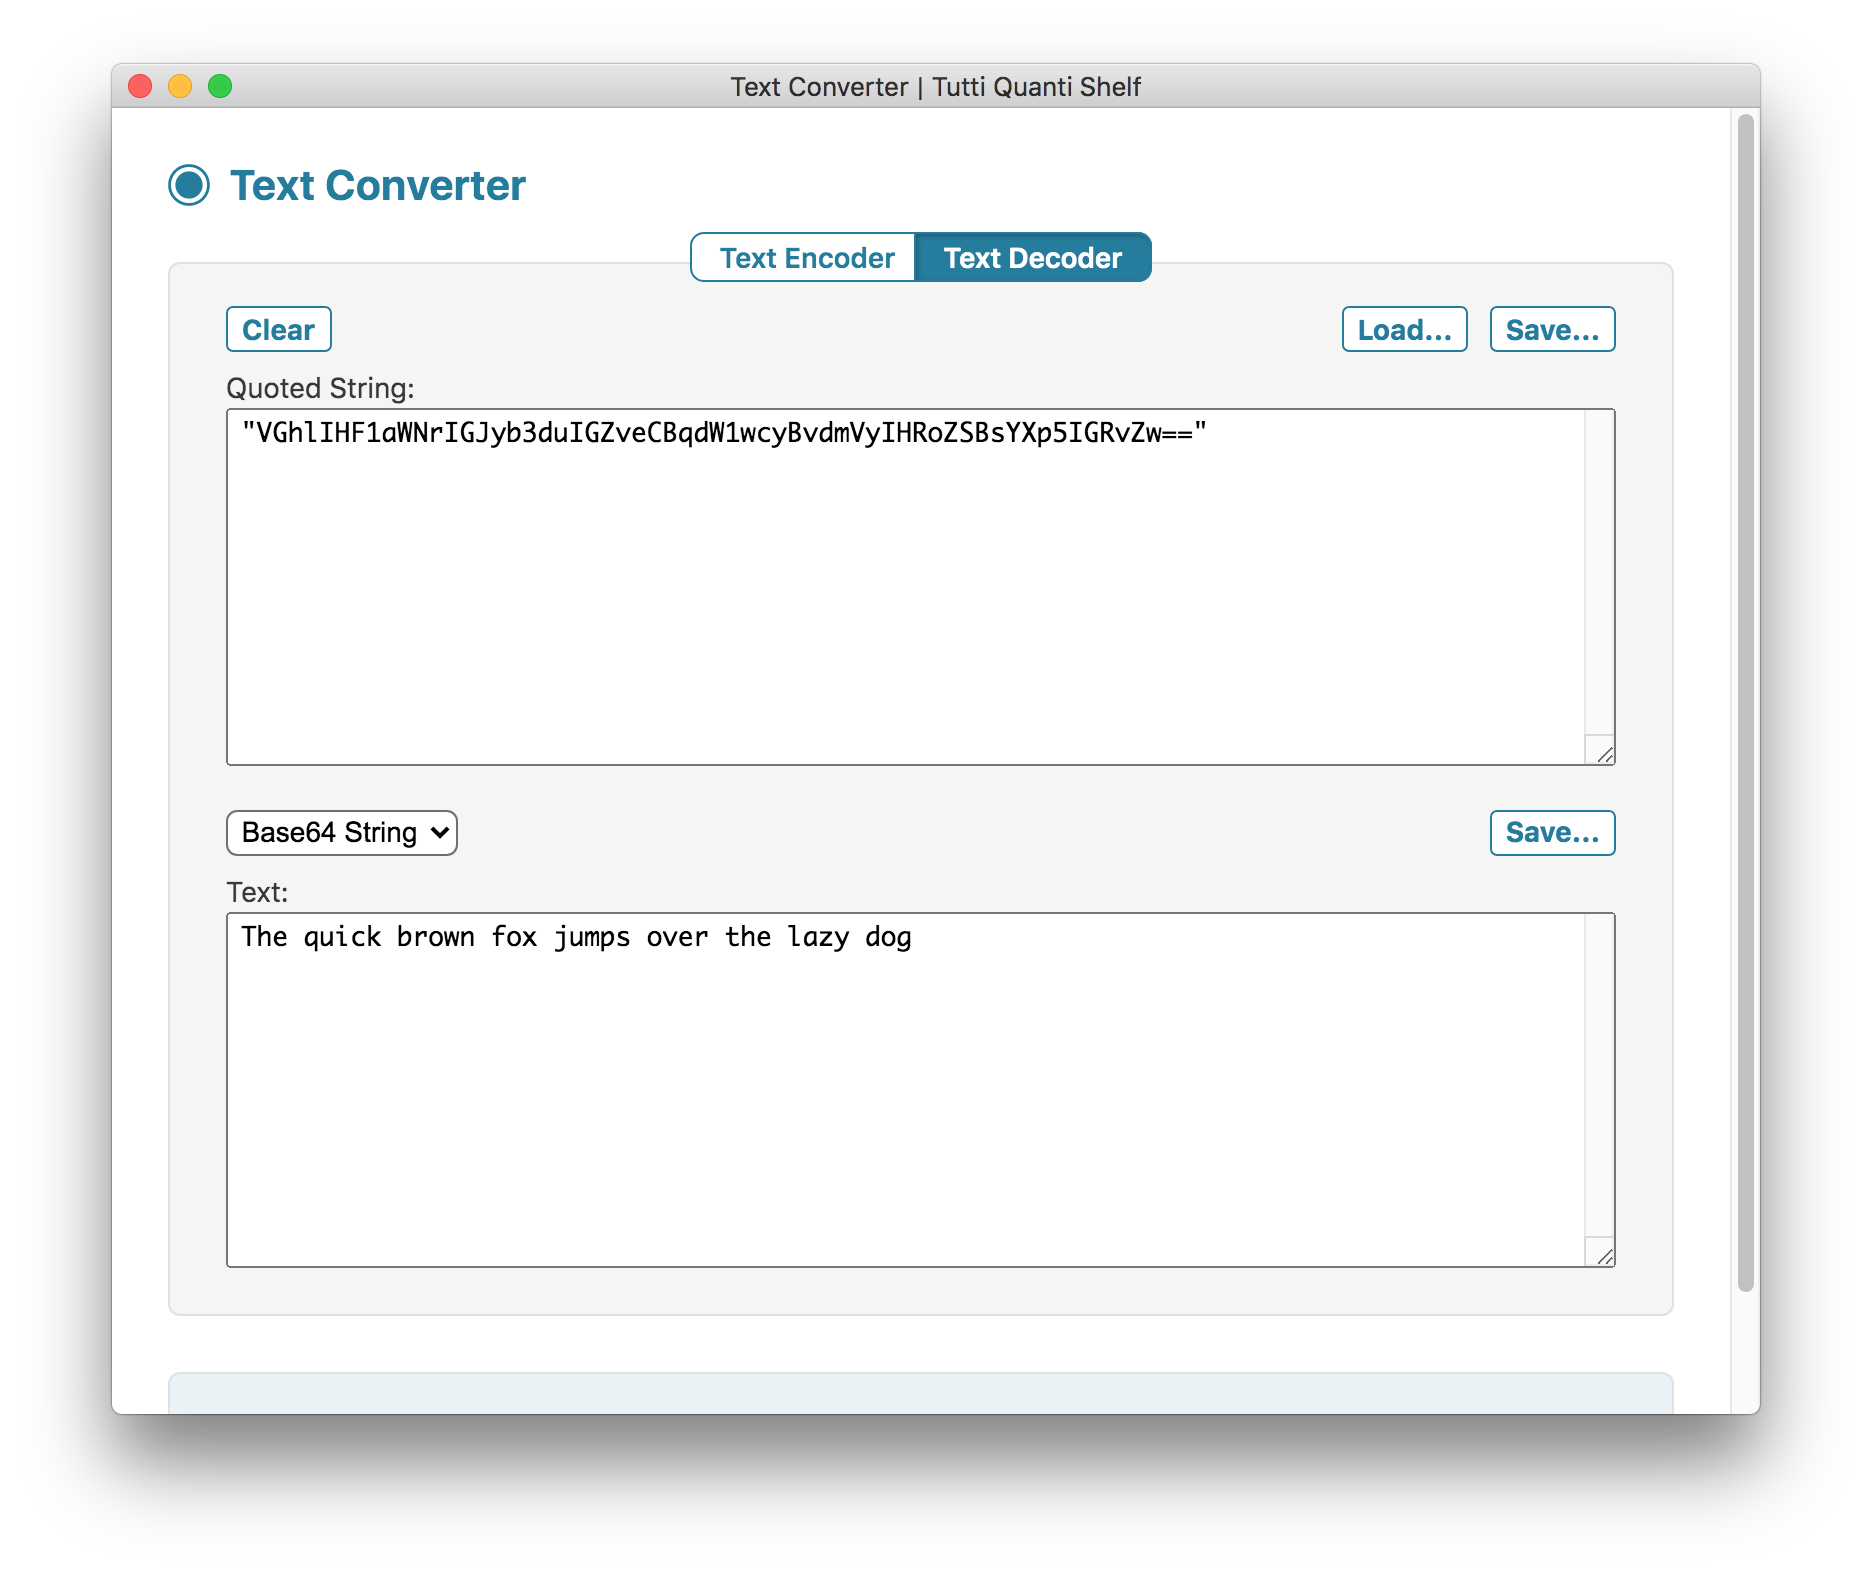 Text Converter | Tutti Quanti Shelf
Text Converter
Text Encoder Text Decoder
Clear Load... Save...
Quoted String:
"VGhlIHF1aWNrIGJyb3duIGZveCBqdW1wcyBvdmVyIHRoZSBsYXp5IGRvZw=="
Base64 String Save...
Text:
The quick brown fox jumps over the lazy dog